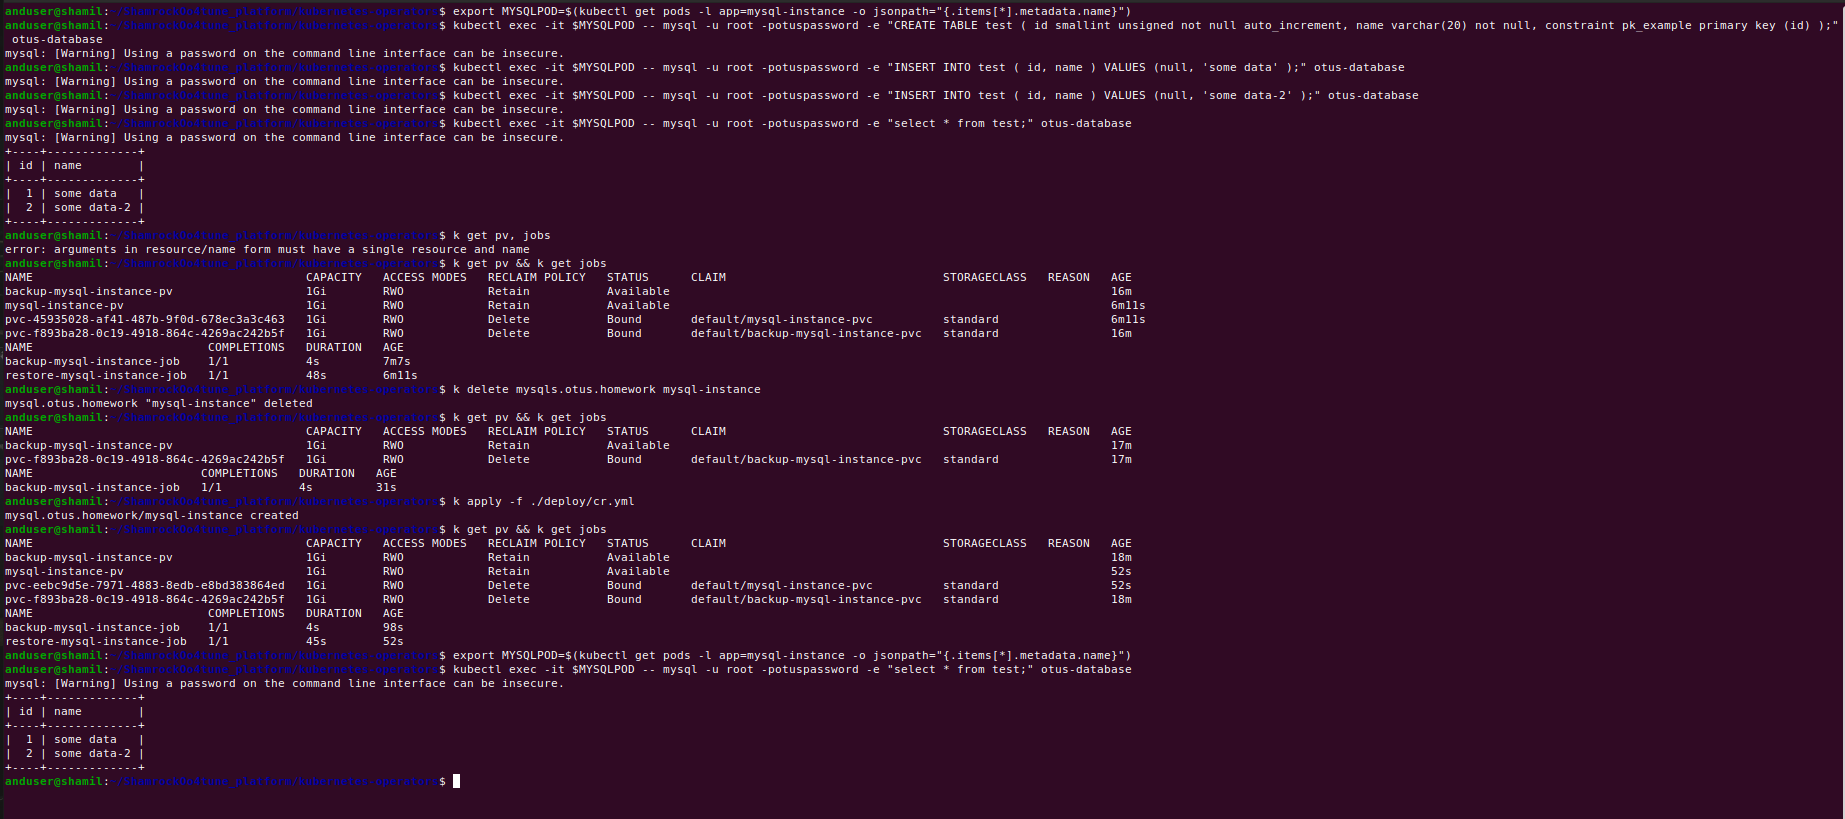 anduser@shamil:$ export MYSQLPOD=$(kubectl get pods -l app=mysql-instance -o jsonpath="{.items[*].metadata.name}")
anduser@shamil:$ kubectl exec -it $MYSQLPOD -- mysql -u root -potuspassword -e "CREATE TABLE test ( id smallint unsigned not null auto_increment, name varchar(20) not null, constraint pk_example primary key (id) );"
 otus-database
mysql: [Warning] Using a password on the command line interface can be insecure.
anduser@shamil:$ kubectl exec -it $MYSQLPOD -- mysql -u root -potuspassword -e "INSERT INTO test ( id, name ) VALUES (null, 'some data' );" otus-database
mysql: [Warning] Using a password on the command line interface can be insecure.
anduser@shamil:$ kubectl exec -it $MYSQLPOD -- mysql -u root -potuspassword -e "INSERT INTO test ( id, name ) VALUES (null, 'some data-2' );" otus-database
mysql: [Warning] Using a password on the command line interface can be insecure.
anduser@shamil:$ kubectl exec -it $MYSQLPOD -- mysql -u root -potuspassword -e "select * from test;" otus-database
mysql: [Warning] Using a password on the command line interface can be insecure.
+----+-------------+
| id | name        |
+----+-------------+
|  1 | some data   |
|  2 | some data-2 |
+----+-------------+
anduser@shamil:$ k get pv, jobs
error: arguments in resource/name form must have a single resource and name
anduser@shamil:$ k get pv && k get jobs
NAME CAPACITY ACCESS MODES RECLAIM POLICY STATUS CLAIM STORAGECLASS REASON AGE
backup-mysql-instance-pv 1Gi RWO Retain Available 16m
mysql-instance-pv 1Gi RWO Retain Available 6m11s
pvc-45935028-af41-487b-9f0d-678ec3a3c463 1Gi RWO Delete Bound default/mysql-instance-pvc standard 6m11s
pvc-f893ba28-0c19-4918-864c-4269ac242b5f 1Gi RWO Delete Bound default/backup-mysql-instance-pvc standard 16m
NAME COMPLETIONS DURATION AGE
backup-mysql-instance-job 1/1 4s 7m7s
restore-mysql-instance-job 1/1 48s 6m11s
anduser@shamil:$ k delete mysqls.otus.homework mysql-instance
mysql.otus.homework "mysql-instance" deleted
anduser@shamil:$ k get pv && k get jobs
NAME CAPACITY ACCESS MODES RECLAIM POLICY STATUS CLAIM STORAGECLASS REASON AGE
backup-mysql-instance-pv 1Gi RWO Retain Available 17m
pvc-f893ba28-0c19-4918-864c-4269ac242b5f 1Gi RWO Delete Bound default/backup-mysql-instance-pvc standard 17m
NAME COMPLETIONS DURATION AGE
backup-mysql-instance-job 1/1 4s 31s
anduser@shamil:$ k apply -f ./deploy/cr.yml
mysql.otus.homework/mysql-instance created
anduser@shamil:$ k get pv && k get jobs
NAME CAPACITY ACCESS MODES RECLAIM POLICY STATUS CLAIM STORAGECLASS REASON AGE
backup-mysql-instance-pv 1Gi RWO Retain Available 18m
mysql-instance-pv 1Gi RWO Retain Available 52s
pvc-eebc9d5e-7971-4883-8edb-e8bd383864ed 1Gi RWO Delete Bound default/mysql-instance-pvc standard 52s
pvc-f893ba28-0c19-4918-864c-4269ac242b5f 1Gi RWO Delete Bound default/backup-mysql-instance-pvc standard 18m
NAME COMPLETIONS DURATION AGE
backup-mysql-instance-job 1/1 4s 98s
restore-mysql-instance-job 1/1 45s 52s
anduser@shamil:$ export MYSQLPOD=$(kubectl get pods -l app=mysql-instance -o jsonpath="{.items[*].metadata.name}")
anduser@shamil:$ kubectl exec -it $MYSQLPOD -- mysql -u root -potuspassword -e "select * from test;" otus-database
mysql: [Warning] Using a password on the command line interface can be insecure.
+----+-------------+
| id | name        |
+----+-------------+
|  1 | some data   |
|  2 | some data-2 |
+----+-------------+
anduser@shamil:$